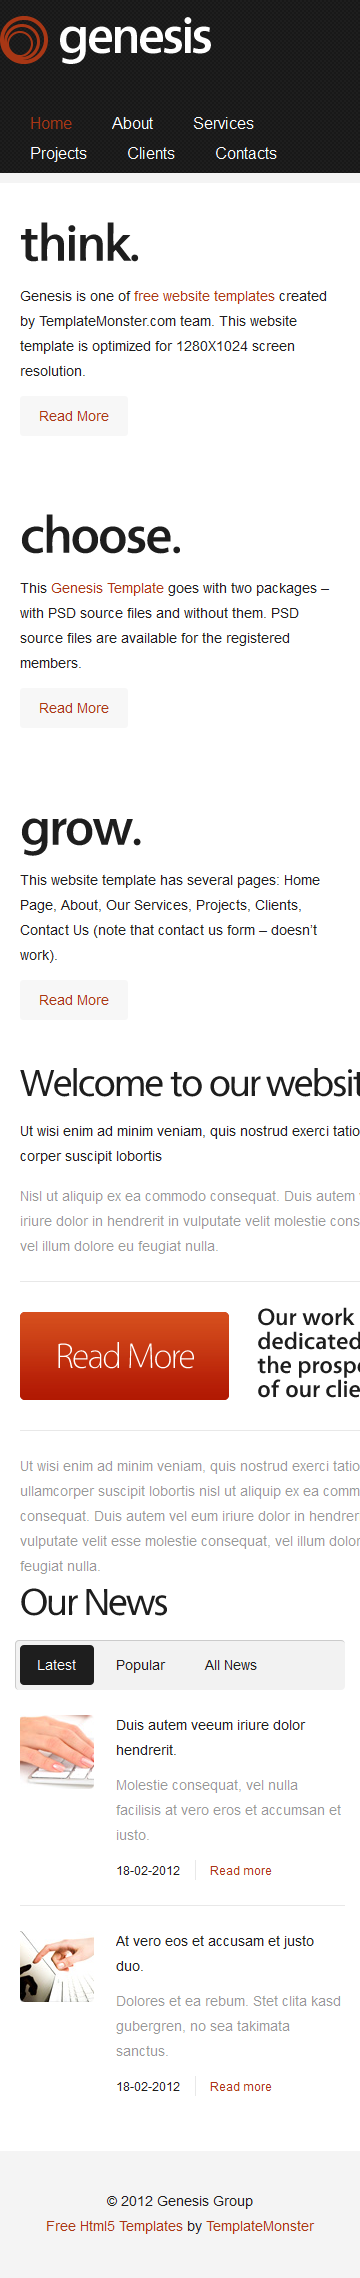 genesis
Home About Services
Projects Clients Contacts
think.
Genesis is one of free website templates created
by TemplateMonster.com team. This website
template is optimized for 1280X1024 screen
resolution.
Read More
choose.
This Genesis Template goes with two packages –
with PSD source files and without them. PSD
source files are available for the registered
members.
Read More
grow.
This website template has several pages: Home
Page, About, Our Services, Projects, Clients,
Contact Us (note that contact us form – doesn’t
work).
Read More
Welcome to our websit
Ut wisi enim ad minim veniam, quis nostrud exerci tatio
corper suscipit lobortis
Nisl ut aliquip ex ea commodo consequat. Duis autem
iriure dolor in hendrerit in vulputate velit molestie cons
vel illum dolore eu feugiat nulla.
Read More
Our work
dedicated
the prosp
of our clie
Ut wisi enim ad minim veniam, quis nostrud exerci tatio
ullamcorper suscipit lobortis nisl ut aliquip ex ea comm
consequat. Duis autem vel eum iriure dolor in hendrer
vulputate velit esse molestie consequat, vel illum dolor
feugiat nulla.
Our News
Latest Popular All News
Duis autem veeum iriure dolor
hendrerit.
Molestie consequat, vel nulla
facilisis at vero eros et accumsan et
iusto.
18-02-2012 Read more
At vero eos et accusam et justo
duo.
Dolores et ea rebum. Stet clita kasd
gubergren, no sea takimata
sanctus.
18-02-2012 Read more
© 2012 Genesis Group
Free Html5 Templates by TemplateMonster